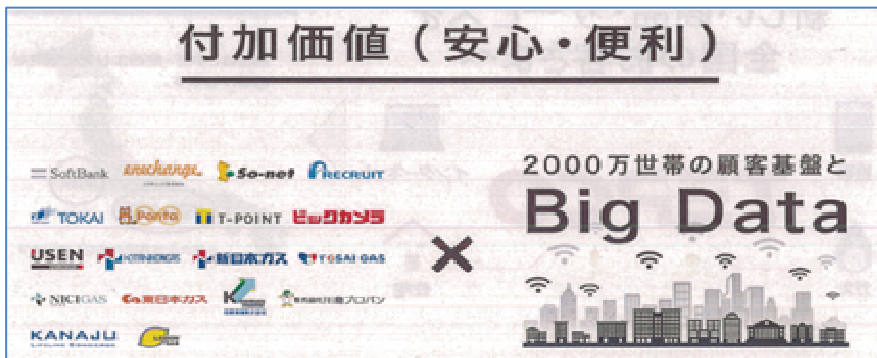 付加価値（安心・便利）
2000万世帯の顧客基盤と
Big Data
SoftBank enechange So-net RECRUIT
TOKAI Ponta T-POINT ビックカメラ
USEN 新日本ガス TOSAI GAS
NICIGAS 東日本ガス
KANAJU
×